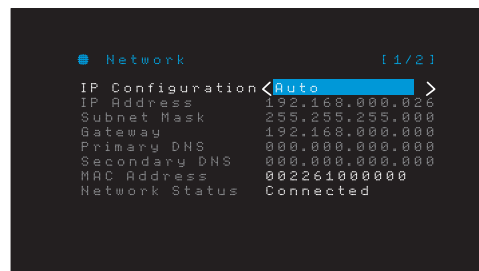 Network [1/2]
IP Configuration Auto
IP Address 192.168.000.026
Subnet Mask 255.255.255.000
Gateway 192.168.000.000
Primary DNS 000.000.000.000
Secondary DNS 000.000.000.000
MAC Address 002261000000
Network Status Connected